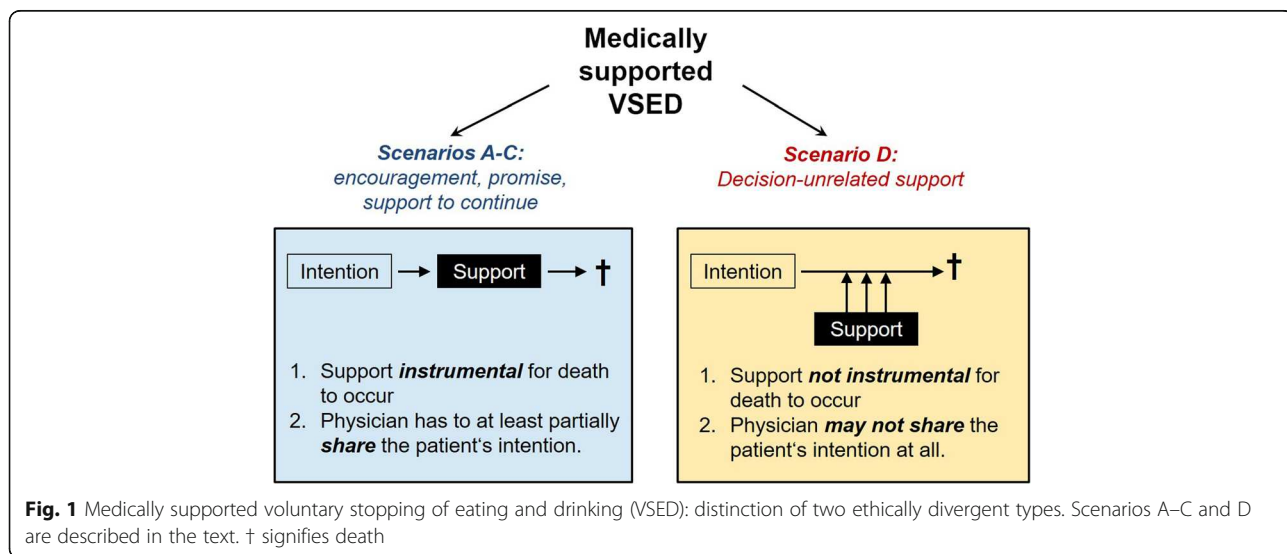 Medically
supported
VSED
Scenarios A-C:
encouragement, promise,
support to continue
Scenario D:
Decision-unrelated support
Intention
Support
†
1. Support instrumental for death
to occur
2. Physician has to at least partially
share the patient‘s intention.
Intention
†
Support
1. Support not instrumental for
death to occur
2. Physician may not share the
patient‘s intention at all.
Fig. 1 Medically supported voluntary stopping of eating and drinking (VSED): distinction of two ethically divergent types. Scenarios A–C and D
are described in the text. † signifies death